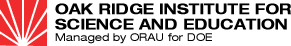 OAK RIDGE INSTITUTE FOR
SCIENCE AND EDUCATION
Managed by ORAU for DOE